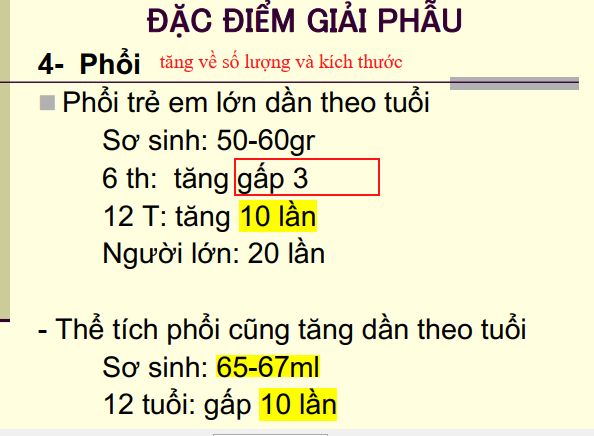 ĐẶC ĐIỂM GIẢI PHẪU
4- Phổi tăng về số lượng và kích thước
Phổi trẻ em lớn dần theo tuổi
Sơ sinh: 50-60gr
6 th: tăng gấp 3
12 T: tăng 10 lần
Người lớn: 20 lần
- Thể tích phổi cũng tăng dần theo tuổi
Sơ sinh: 65-67ml
12 tuổi: gấp 10 lần